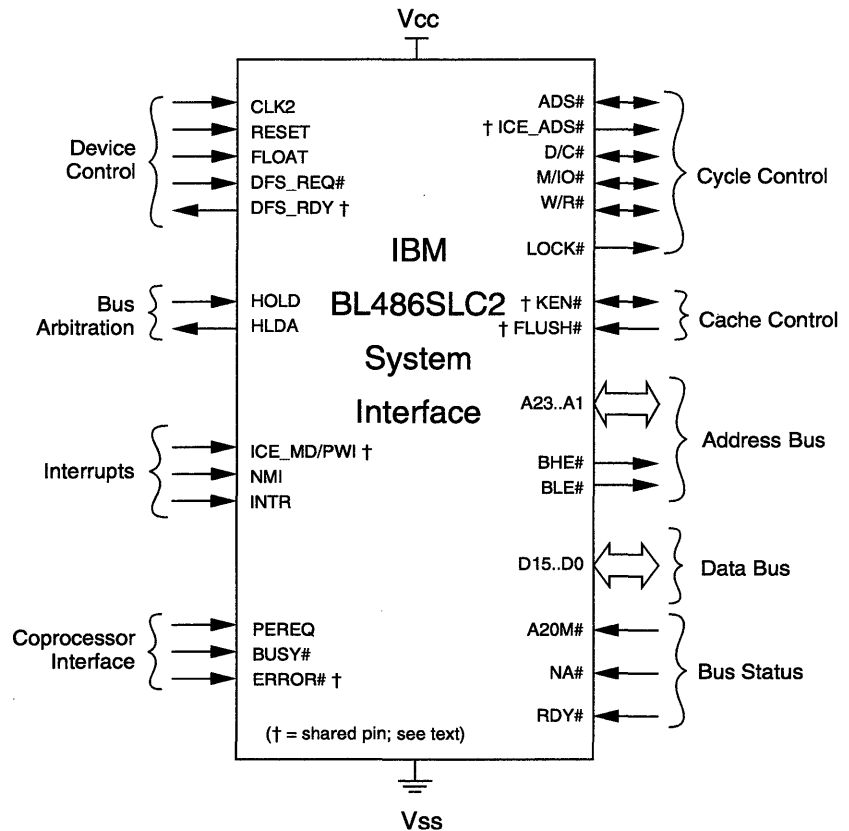 Vcc
Device
Control
CLK2
RESET
FLOAT
DFS_REQ#
DFS_RDY †
Bus
Arbitration
HOLD
HLDA
Interrupts
ICE_MD/PWI †
NMI
INTR
Coprocessor
Interface
PEREQ
BUSY#
ERROR# †
(† = shared pin; see text)
IBM
BL486SLC2
System
Interface
ADS#
† ICE_ADS#
D/C#
M/IO#
W/R#
LOCK#
Cycle Control
† KEN#
† FLUSH#
Cache Control
A23..A1
BHE#
BLE#
Address Bus
D15..D0
Data Bus
A20M#
NA#
RDY#
Bus Status
Vss